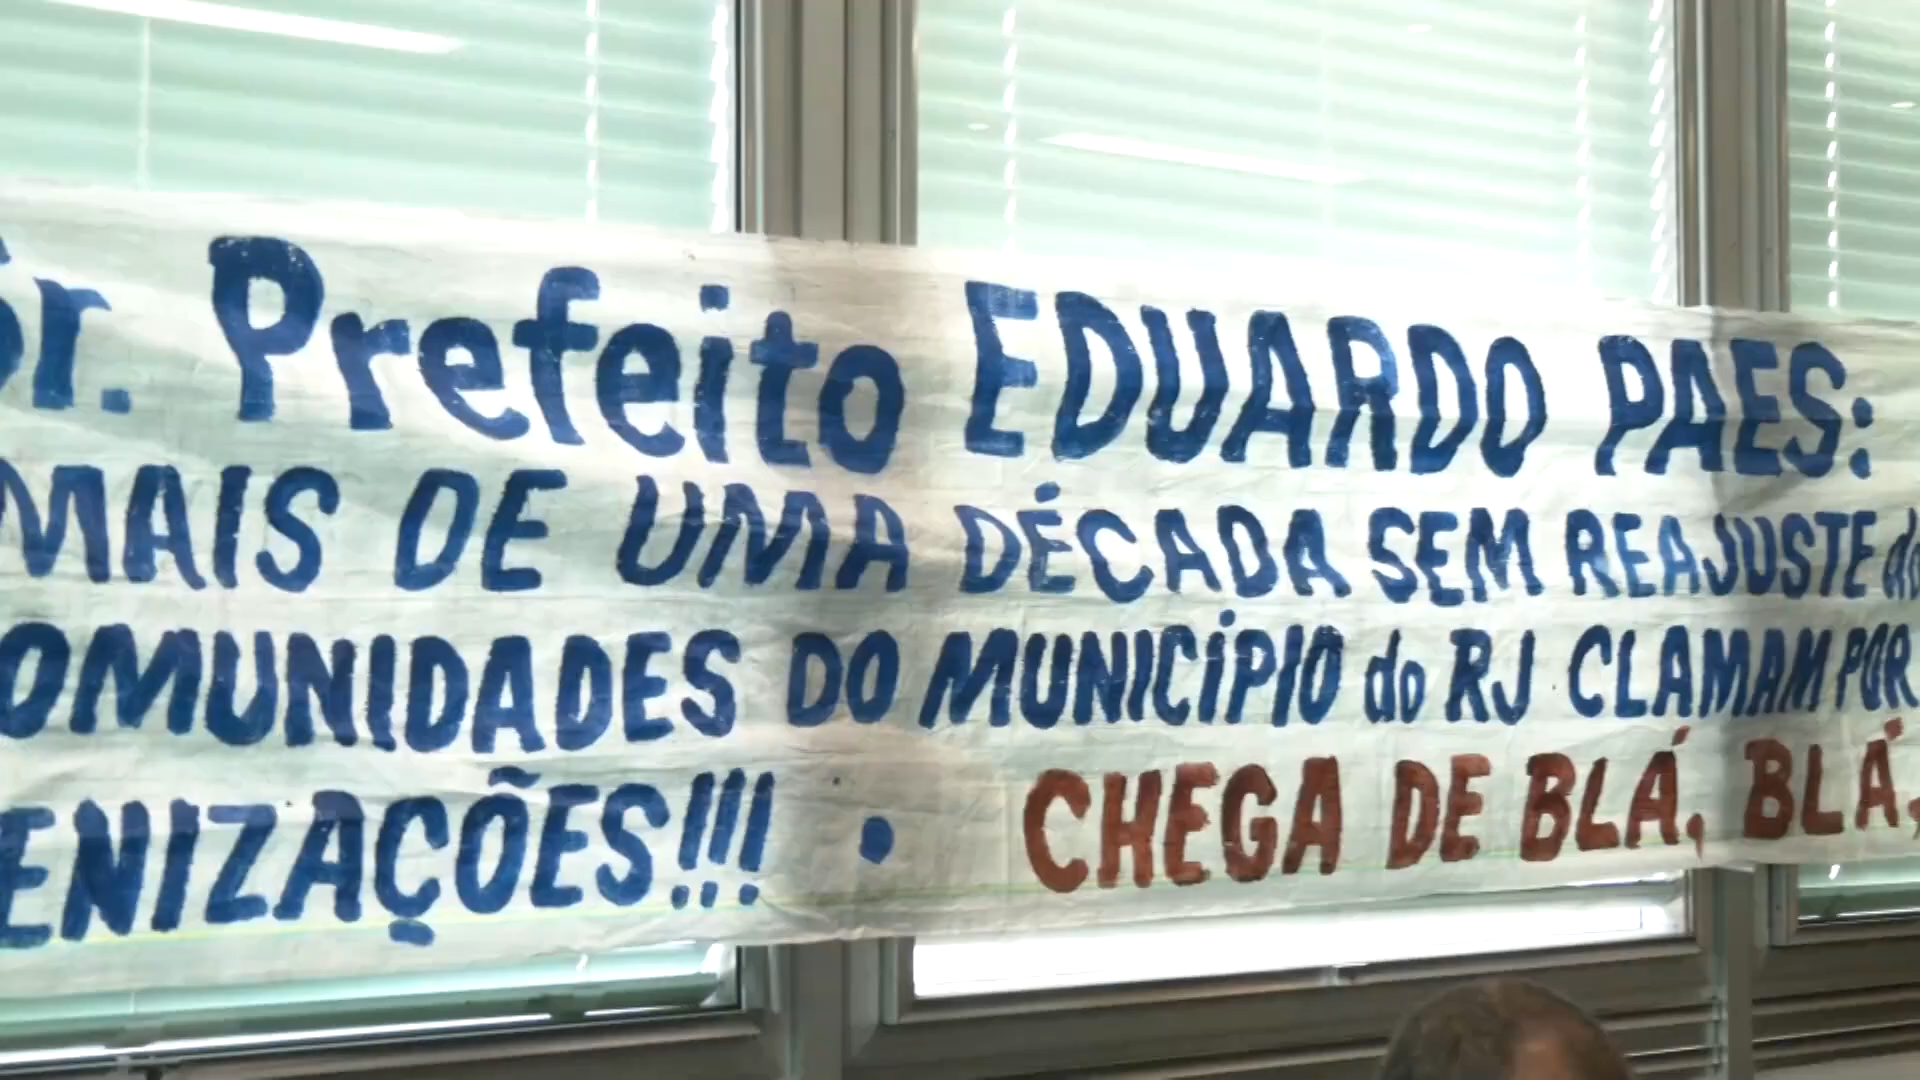 Sr. Prefeito EDUARDO PAES:
MAIS DE UMA DÉCADA SEM REAJUSTE
OMUNIDADES DO MUNICÍPIO do RJ CLAMAM POR
ENIZAÇÕES!!! • CHEGA DE BLÁ, BLÁ,